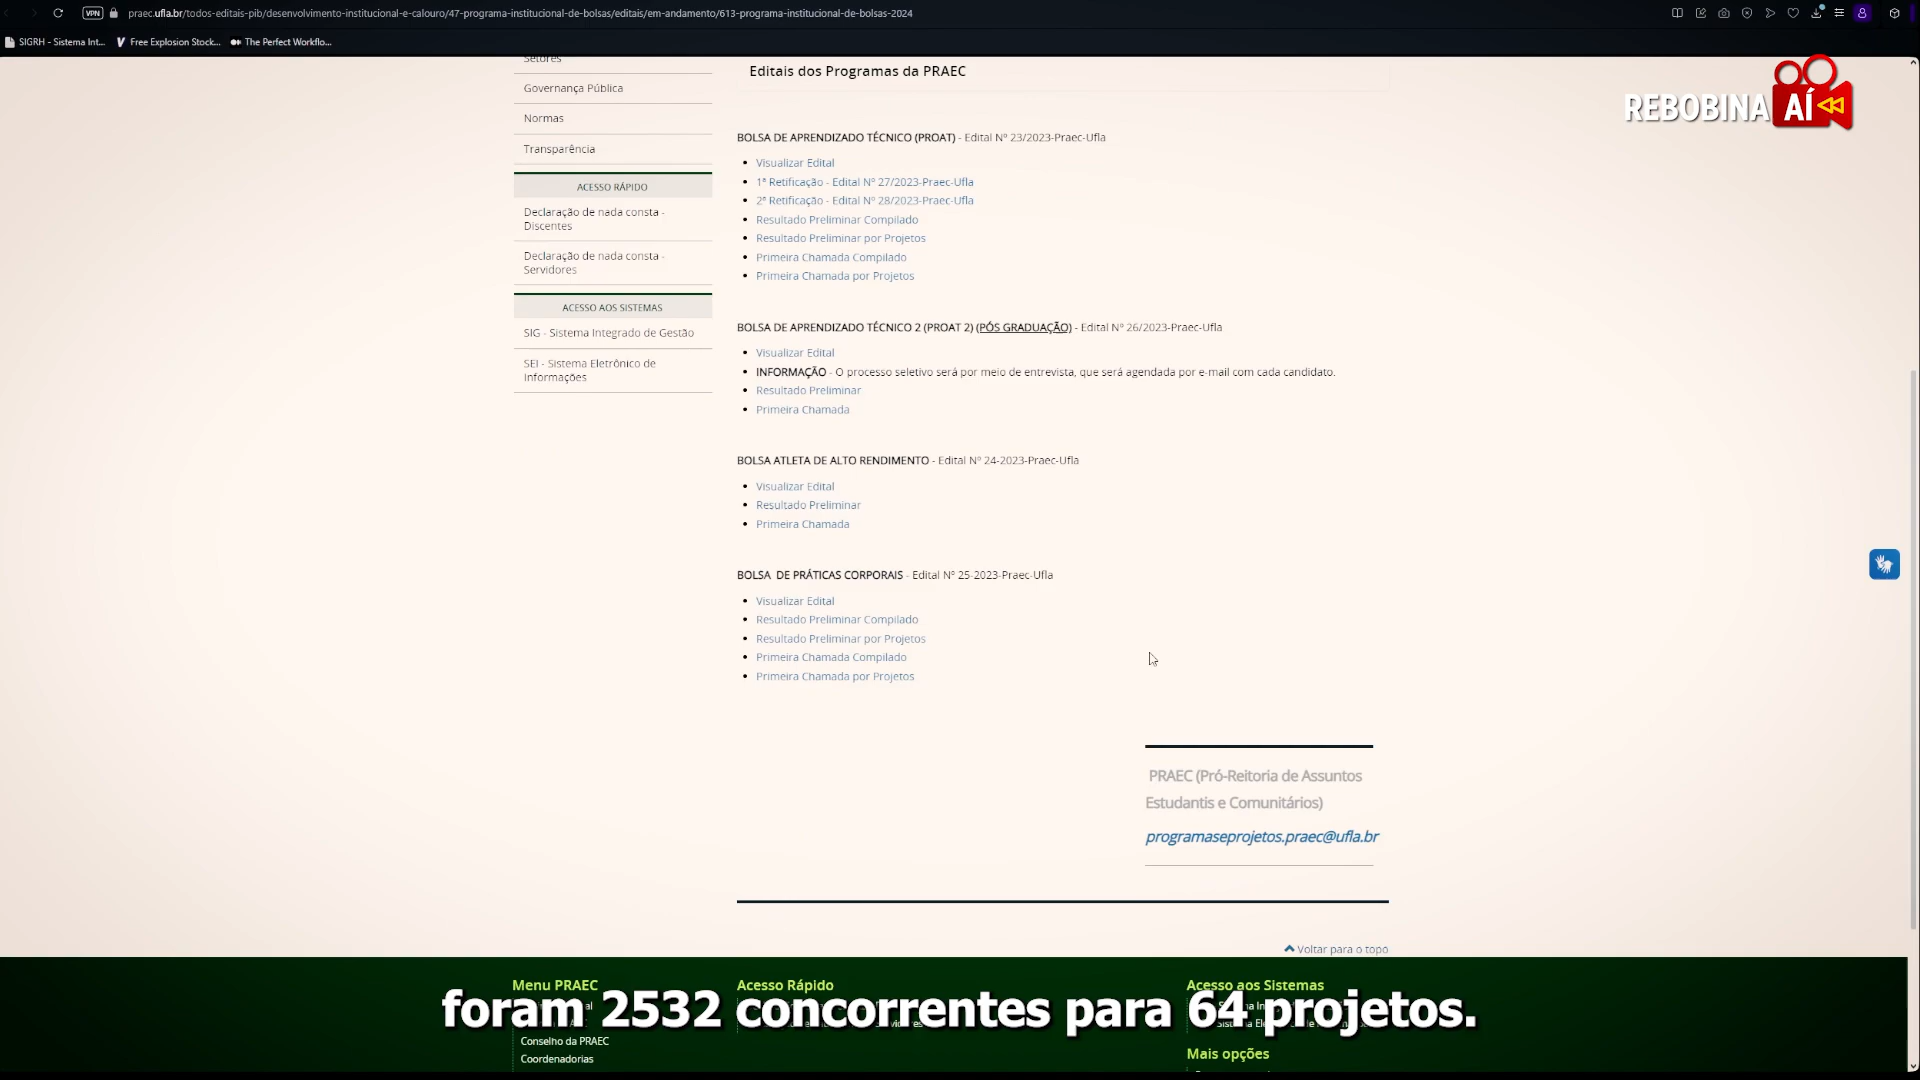 praec.ufla.br/todos-editais-pib/desenvolvimento-institucional-e-calouro/47-programa-institucional-de-bolsas/editais/em-andamento/613-programa-institucional-de-bolsas-2024
VPN
SIGRH - Sistema Int...
Free Explosion Stock...
The Perfect Workflo...
REBOBINA AÍ
Setores
Governança Pública
Normas
Transparência
ACESSO RÁPIDO
Declaração de nada consta -
Discentes
Declaração de nada consta -
Servidores
ACESSO AOS SISTEMAS
SIG - Sistema Integrado de Gestão
SEI - Sistema Eletrônico de
Informações
Editais dos Programas da PRAEC
BOLSA DE APRENDIZADO TÉCNICO (PROAT) - Edital Nº 23/2023-Praec-Ufla
Visualizar Edital
1ª Retificação - Edital Nº 27/2023-Praec-Ufla
2ª Retificação - Edital Nº 28/2023-Praec-Ufla
Resultado Preliminar Compilado
Resultado Preliminar por Projetos
Primeira Chamada Compilado
Primeira Chamada por Projetos
BOLSA DE APRENDIZADO TÉCNICO 2 (PROAT 2) (PÓS GRADUAÇÃO) - Edital Nº 26/2023-Praec-Ufla
Visualizar Edital
INFORMAÇÃO - O processo seletivo será por meio de entrevista, que será agendada por e-mail com cada candidato.
Resultado Preliminar
Primeira Chamada
BOLSA ATLETA DE ALTO RENDIMENTO - Edital Nº 24-2023-Praec-Ufla
Visualizar Edital
Resultado Preliminar
Primeira Chamada
BOLSA DE PRÁTICAS CORPORAIS - Edital Nº 25-2023-Praec-Ufla
Visualizar Edital
Resultado Preliminar Compilado
Resultado Preliminar por Projetos
Primeira Chamada Compilado
Primeira Chamada por Projetos
PRAEC (Pró-Reitoria de Assuntos
Estudantis e Comunitários)
programaseprojetos.praec@ufla.br
Voltar para o topo
Menu PRAEC
Acesso Rápido
Acesso aos Sistemas
foram 2532 concorrentes para 64 projetos.
Conselho da PRAEC
Coordenadorias
Mais opções